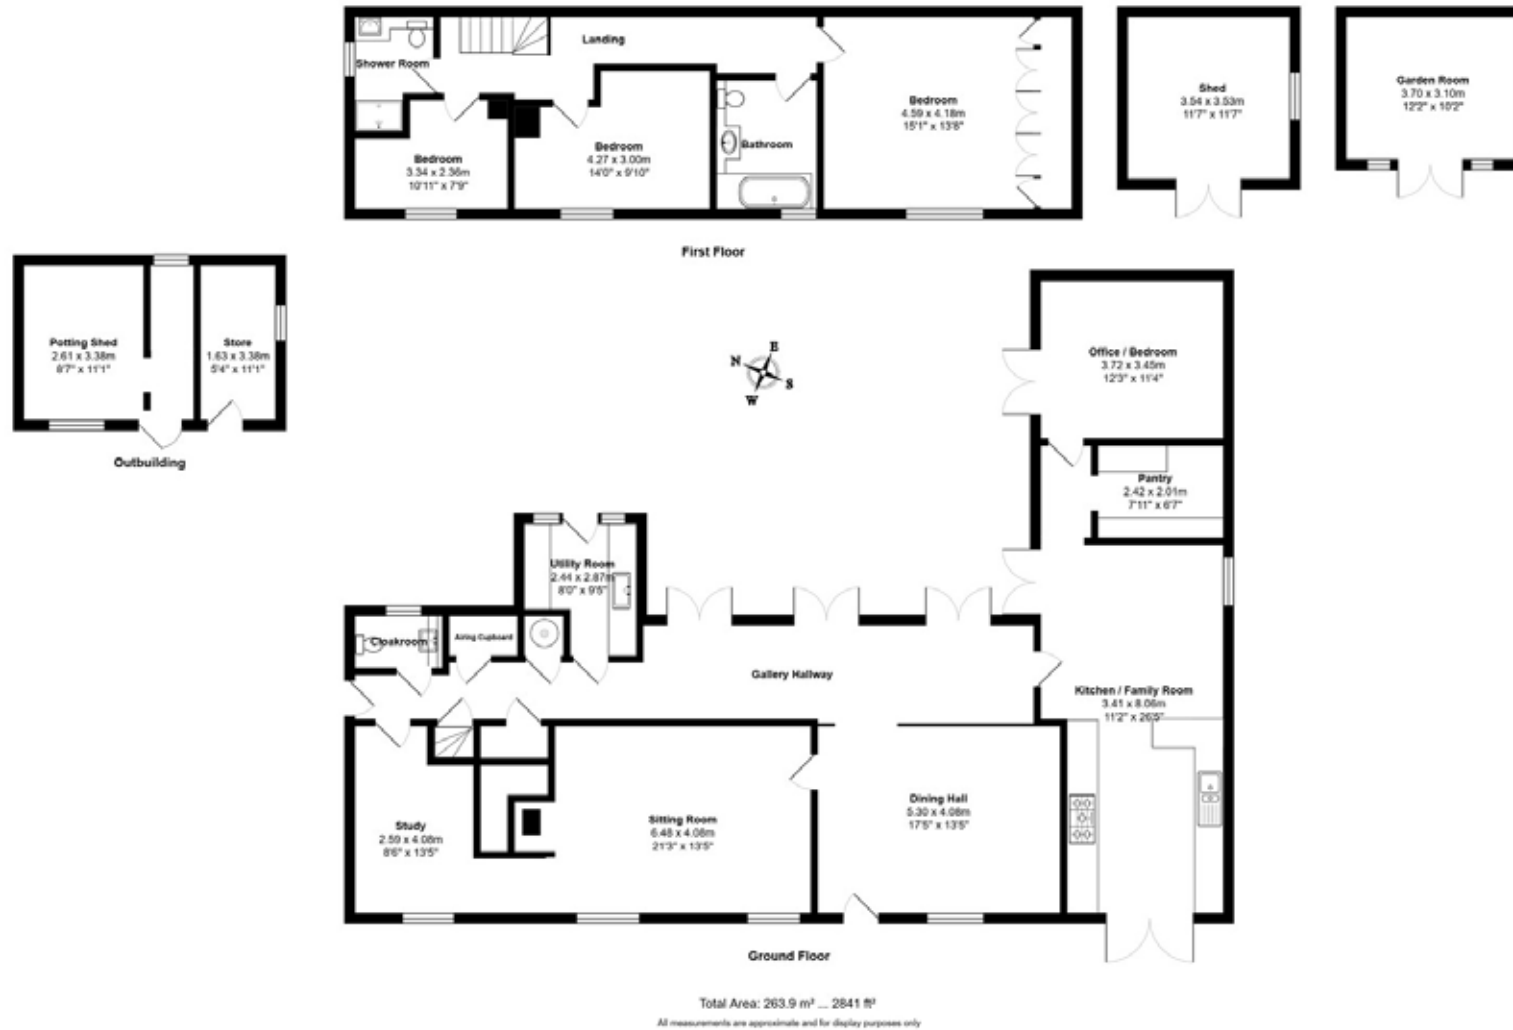 Landing
Shower Room
Bedroom
3.34 x 2.36m
10'11" x 7'9"
Bedroom
4.27 x 3.00m
14'0" x 9'10"
Bathroom
Bedroom
4.59 x 4.18m
15'1" x 13'8"
First Floor
Shed
3.54 x 3.53m
11'7" x 11'7"
Garden Room
3.70 x 3.10m
12'2" x 10'2"
Potting Shed
2.61 x 3.38m
8'7" x 11'1"
Store
1.63 x 3.38m
5'4" x 11'1"
Outbuilding
N
E
S
W
Office / Bedroom
3.72 x 3.45m
12'3" x 11'4"
Pantry
2.42 x 2.01m
7'11" x 6'7"
Utility Room
2.44 x 2.87m
8'0" x 9'5"
Cloakroom
Airing Cupboard
Gallery Hallway
Kitchen / Family Room
3.41 x 8.06m
11'2" x 26'5"
Study
2.59 x 4.08m
8'6" x 13'5"
Sitting Room
6.48 x 4.08m
21'3" x 13'5"
Dining Hall
5.30 x 4.08m
17'5" x 13'5"
Ground Floor
Total Area: 263.9 m² ... 2841 ft²
All measurements are approximate and for display purposes only